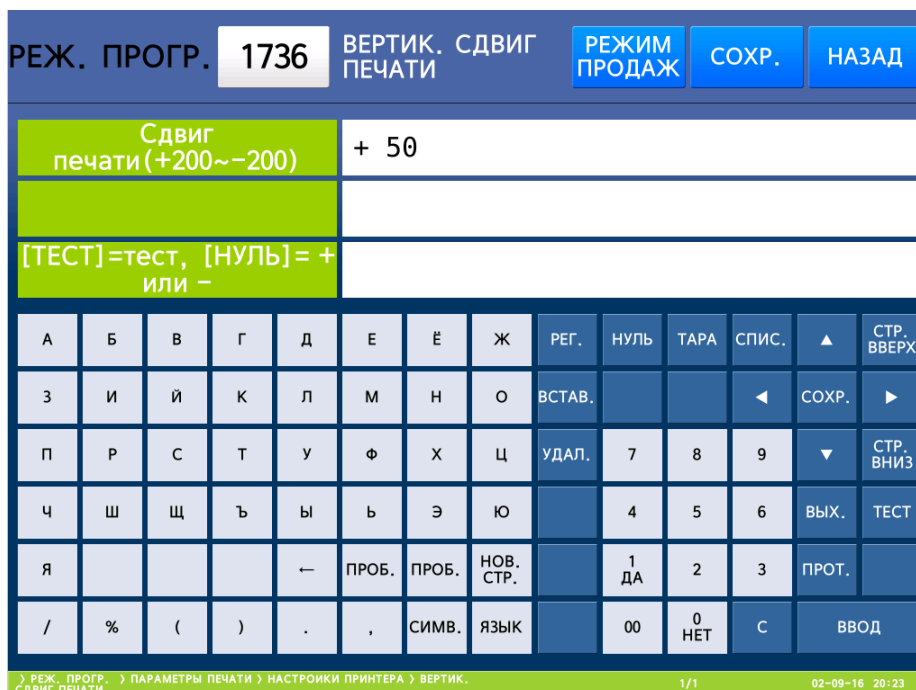 РЕЖ. ПРОГР. 1736 ВЕРТИК. СДВИГ ПЕЧАТИ РЕЖИМ ПРОДАЖ СОХР. НАЗАД
Сдвиг
печати(+200~-200)
+ 50
[ТЕСТ]=тест, [НУЛЬ]= +
или -
А Б В Г Д Е Ё Ж РЕГ. НУЛЬ ТАРА СПИС. ▲ СТР. ВВЕРХ
З И Й К Л М Н О ВСТАВ. ◀ СОХР. ▶
П Р С Т У Ф Х Ц УДАЛ. 7 8 9 ▼ СТР. ВНИЗ
Ч Ш Щ Ъ Ы Ь Э Ю 4 5 6 ВЫХ. ТЕСТ
Я ← ПРОБ. ПРОБ. НОВ. СТР. 1 ДА 2 3 ПРОТ.
/ % ( ) . , СИМВ. ЯЗЫК 00 0 НЕТ С ВВОД
〉РЕЖ. ПРОГР. 〉ПАРАМЕТРЫ ПЕЧАТИ 〉НАСТРОИКИ ПРИНТЕРА 〉ВЕРТИК.
СДВИГ ПЕЧАТИ
1/1
02-09-16 20:23